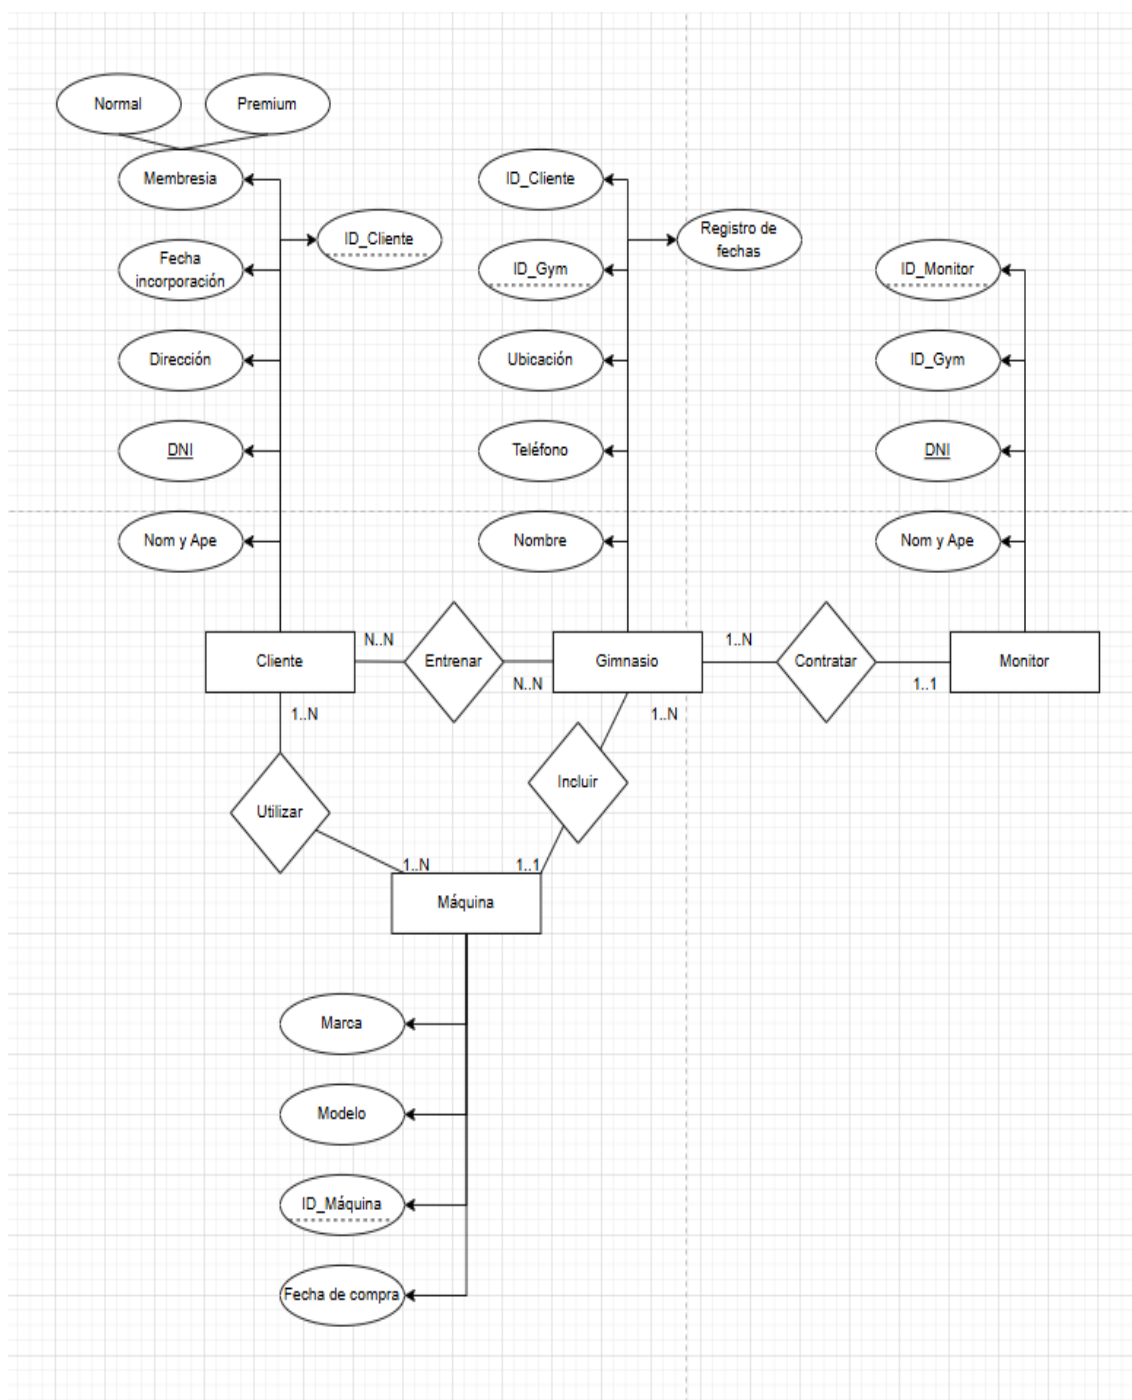 Normal
Premium
Membresia
ID_Cliente
ID_Cliente
Registro de
fechas
Fecha
incorporación
ID_Gym
ID_Monitor
Dirección
Ubicación
ID_Gym
DNI
Teléfono
DNI
Nom y Ape
Nombre
Nom y Ape
Cliente
N..N
Entrenar
N..N
Gimnasio
1..N
Contratar
1..1
Monitor
1..N
1..N
Incluir
Utilizar
1..N
1..1
Máquina
Marca
Modelo
ID_Máquina
Fecha de compra